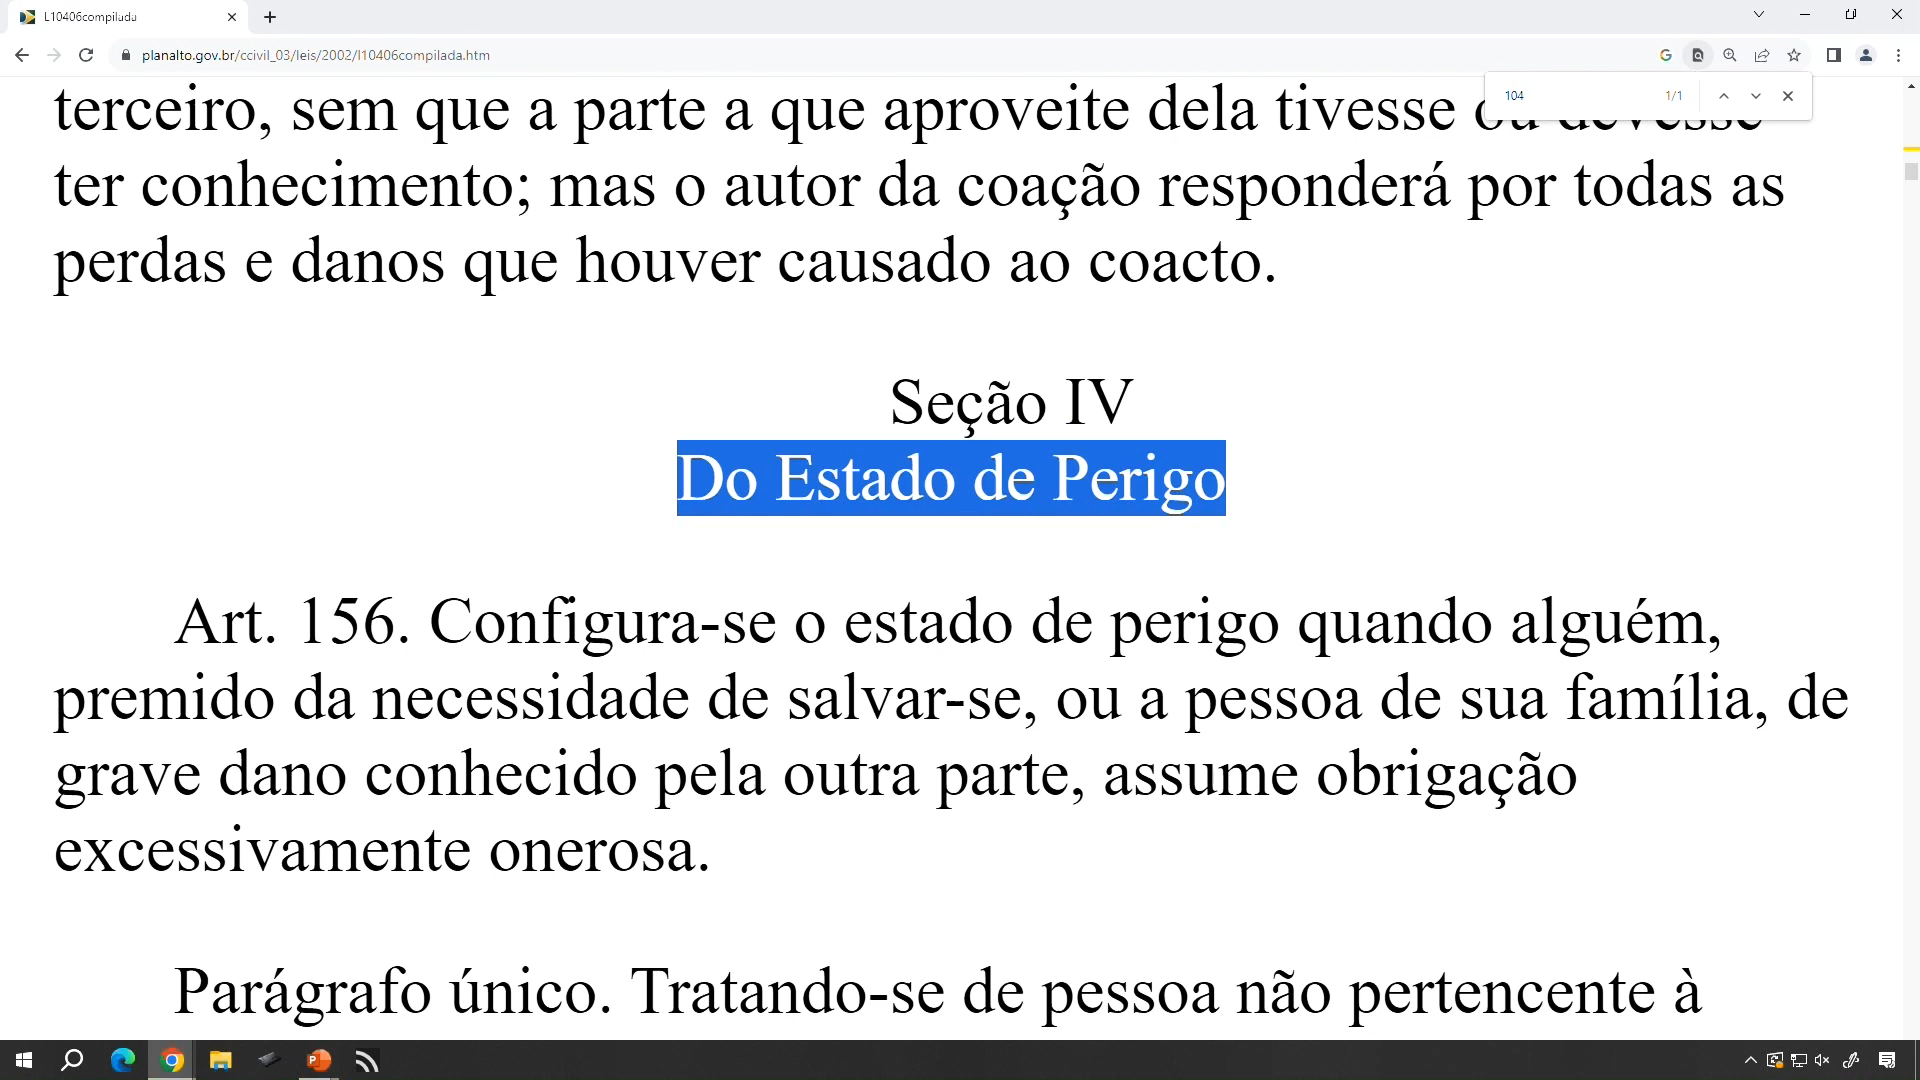 L10406compiludu
planalto.gov.br/ccivil_03/leis/2002/l10406compilada.htm
104
1/1
terceiro, sem que a parte a que aproveite dela tivesse ou devesse
ter conhecimento; mas o autor da coação responderá por todas as
perdas e danos que houver causado ao coacto.
Seção IV
Do Estado de Perigo
Art. 156. Configura-se o estado de perigo quando alguém,
premido da necessidade de salvar-se, ou a pessoa de sua família, de
grave dano conhecido pela outra parte, assume obrigação
excessivamente onerosa.
Parágrafo único. Tratando-se de pessoa não pertencente à